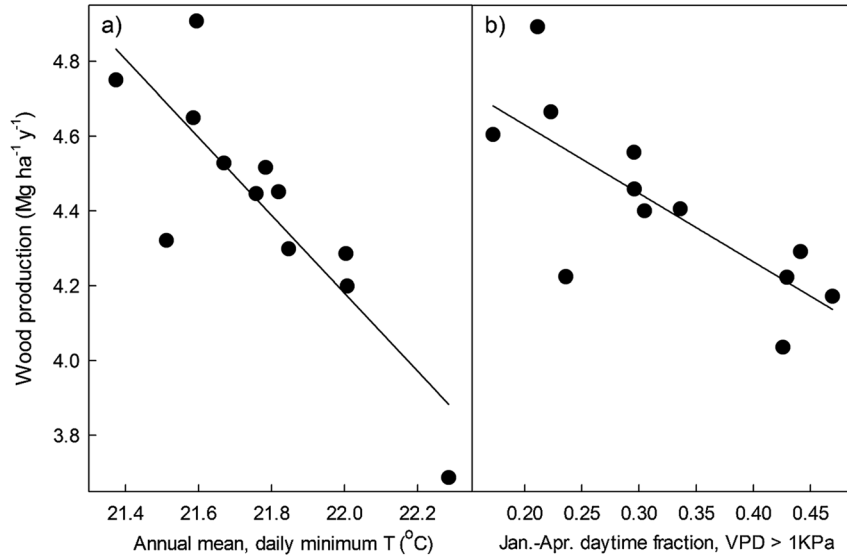 a)
b)
4.8
4.6
4.4
4.2
4.0
3.8
Wood production (Mg ha⁻¹ y⁻¹)
21.4 21.6 21.8 22.0 22.2
0.20 0.25 0.30 0.35 0.40 0.45
Annual mean, daily minimum T (°C)
Jan.-Apr. daytime fraction, VPD > 1KPa